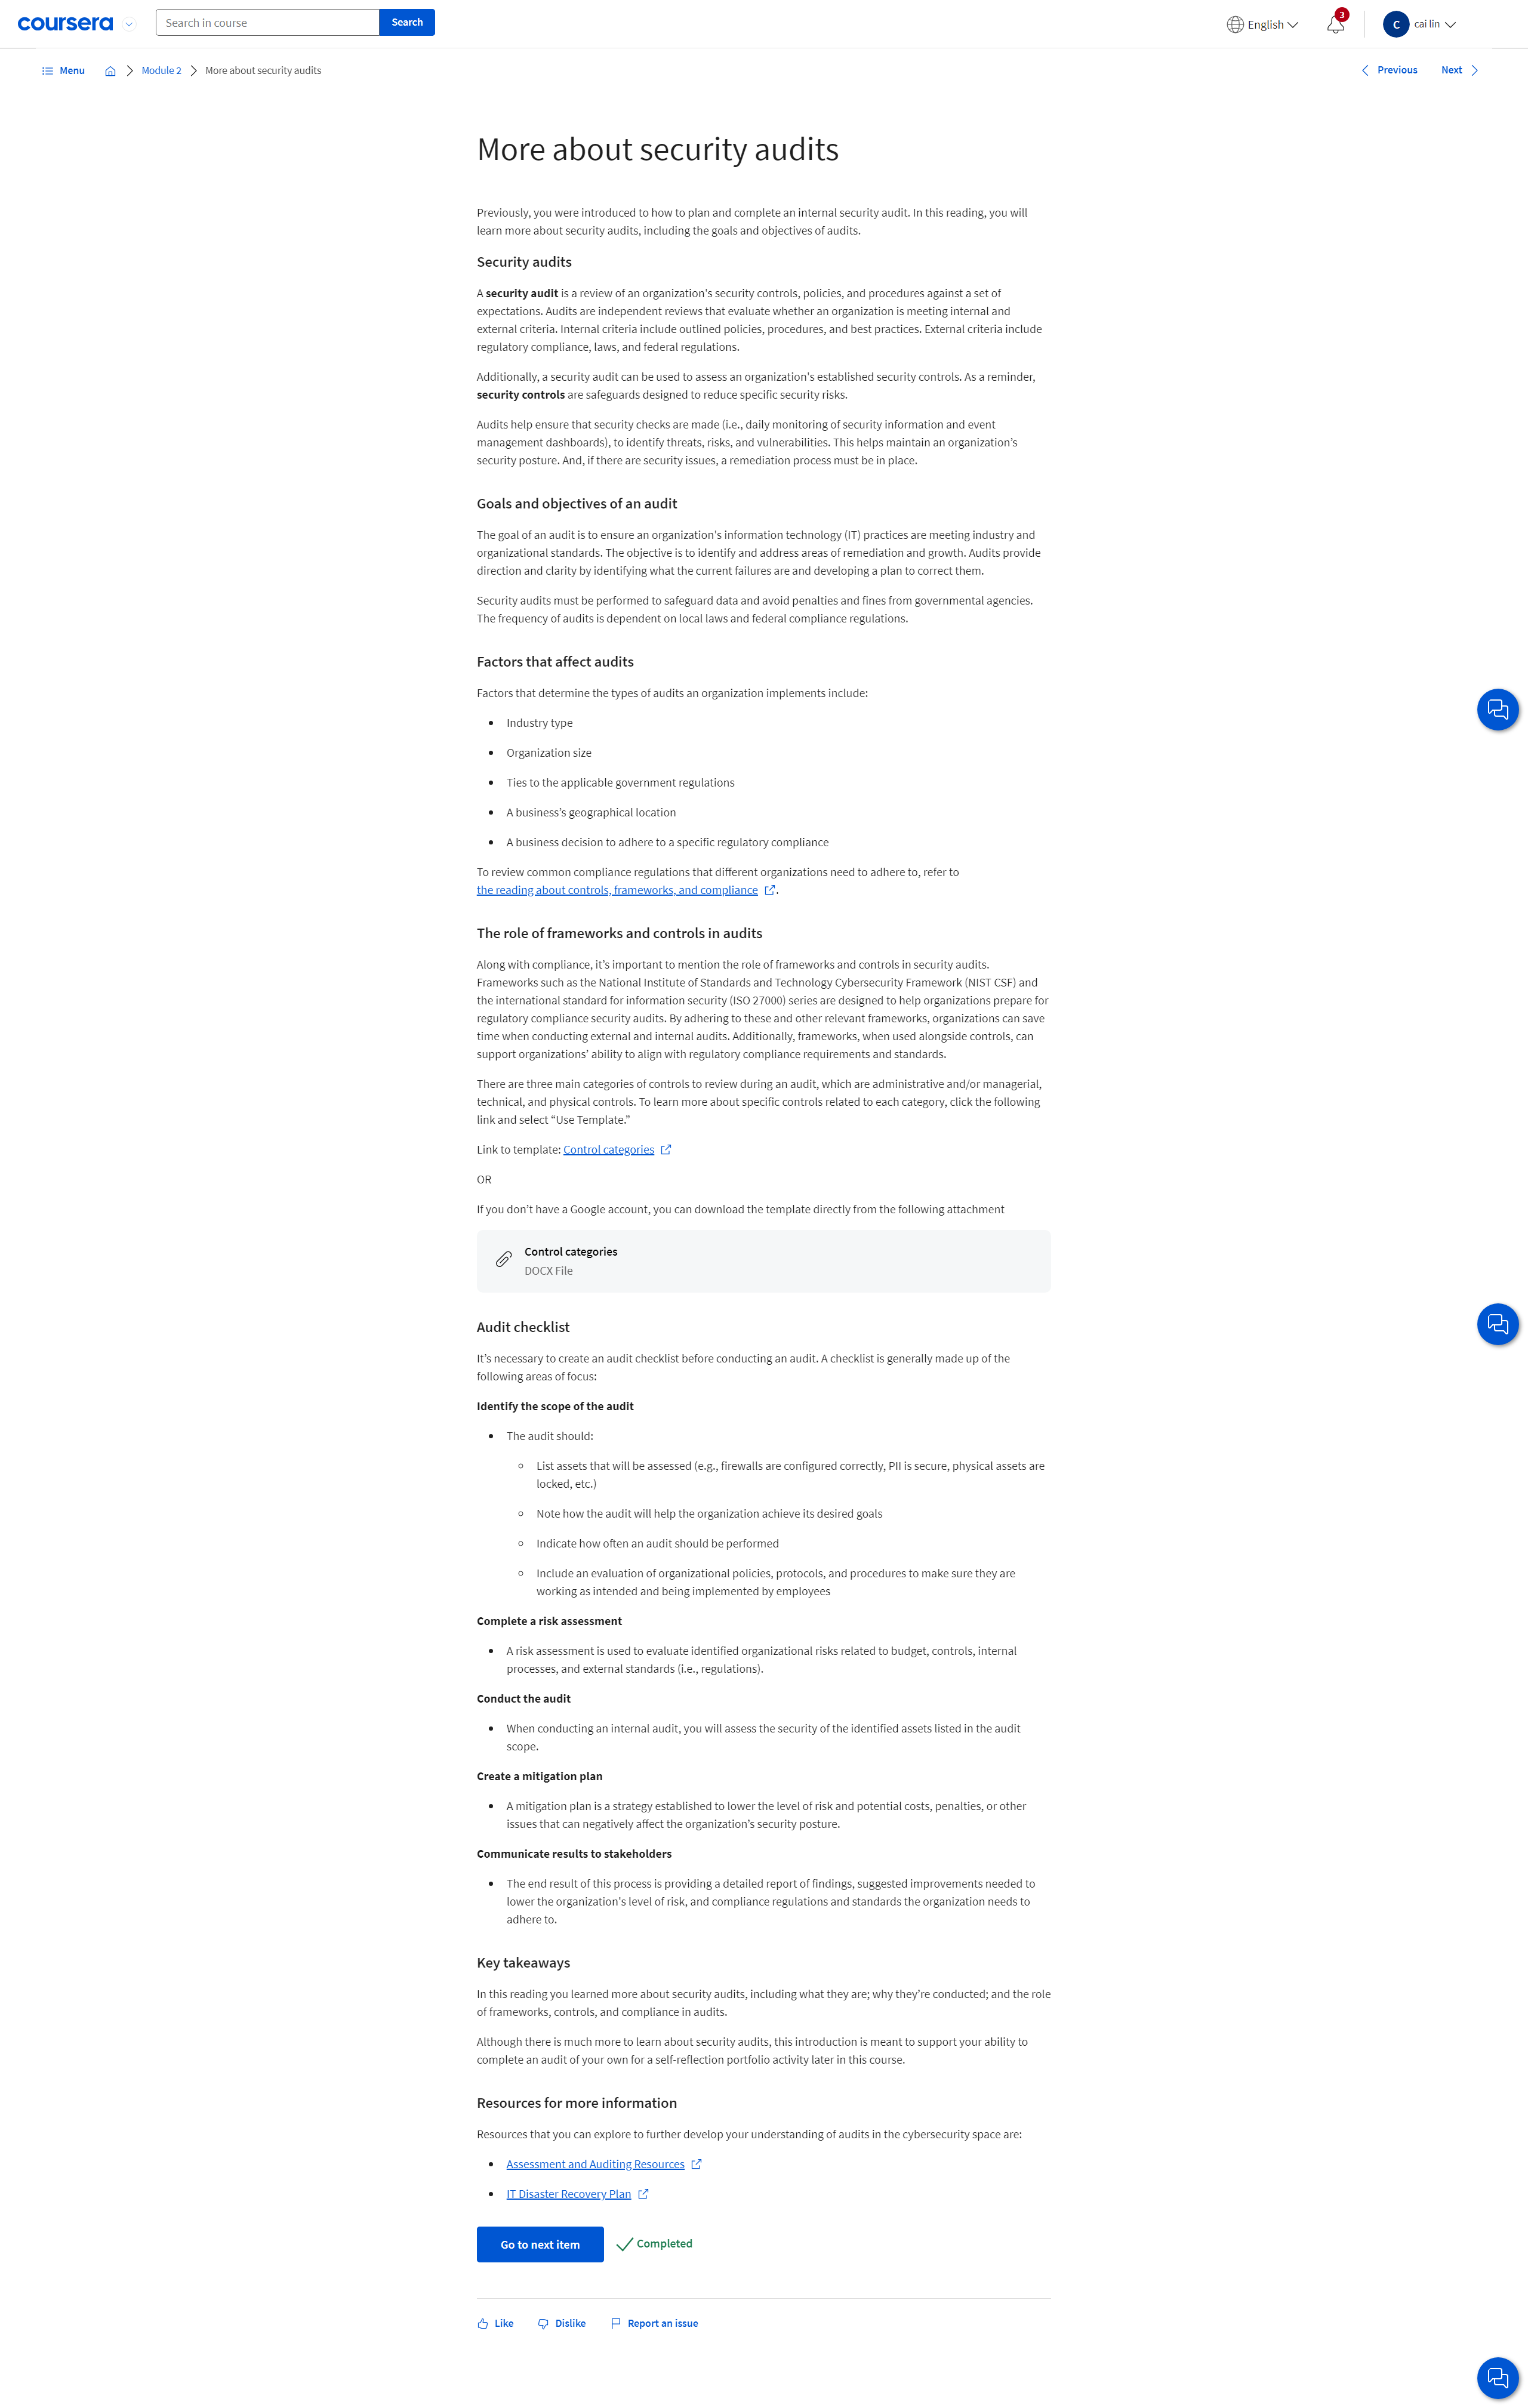 coursera
Search in course
Search
English
3
C
cai lin
Menu
Module 2
More about security audits
Previous
Next
More about security audits
Previously, you were introduced to how to plan and complete an internal security audit. In this reading, you will
learn more about security audits, including the goals and objectives of audits.
Security audits
A security audit is a review of an organization's security controls, policies, and procedures against a set of
expectations. Audits are independent reviews that evaluate whether an organization is meeting internal and
external criteria. Internal criteria include outlined policies, procedures, and best practices. External criteria include
regulatory compliance, laws, and federal regulations.
Additionally, a security audit can be used to assess an organization's established security controls. As a reminder,
security controls are safeguards designed to reduce specific security risks.
Audits help ensure that security checks are made (i.e., daily monitoring of security information and event
management dashboards), to identify threats, risks, and vulnerabilities. This helps maintain an organization’s
security posture. And, if there are security issues, a remediation process must be in place.
Goals and objectives of an audit
The goal of an audit is to ensure an organization's information technology (IT) practices are meeting industry and
organizational standards. The objective is to identify and address areas of remediation and growth. Audits provide
direction and clarity by identifying what the current failures are and developing a plan to correct them.
Security audits must be performed to safeguard data and avoid penalties and fines from governmental agencies.
The frequency of audits is dependent on local laws and federal compliance regulations.
Factors that affect audits
Factors that determine the types of audits an organization implements include:
• Industry type
• Organization size
• Ties to the applicable government regulations
• A business’s geographical location
• A business decision to adhere to a specific regulatory compliance
To review common compliance regulations that different organizations need to adhere to, refer to
the reading about controls, frameworks, and compliance.
The role of frameworks and controls in audits
Along with compliance, it’s important to mention the role of frameworks and controls in security audits.
Frameworks such as the National Institute of Standards and Technology Cybersecurity Framework (NIST CSF) and
the international standard for information security (ISO 27000) series are designed to help organizations prepare for
regulatory compliance security audits. By adhering to these and other relevant frameworks, organizations can save
time when conducting external and internal audits. Additionally, frameworks, when used alongside controls, can
support organizations’ ability to align with regulatory compliance requirements and standards.
There are three main categories of controls to review during an audit, which are administrative and/or managerial,
technical, and physical controls. To learn more about specific controls related to each category, click the following
link and select “Use Template.”
Link to template: Control categories
OR
If you don’t have a Google account, you can download the template directly from the following attachment
Control categories
DOCX File
Audit checklist
It’s necessary to create an audit checklist before conducting an audit. A checklist is generally made up of the
following areas of focus:
Identify the scope of the audit
• The audit should:
○ List assets that will be assessed (e.g., firewalls are configured correctly, PII is secure, physical assets are
locked, etc.)
○ Note how the audit will help the organization achieve its desired goals
○ Indicate how often an audit should be performed
○ Include an evaluation of organizational policies, protocols, and procedures to make sure they are
working as intended and being implemented by employees
Complete a risk assessment
• A risk assessment is used to evaluate identified organizational risks related to budget, controls, internal
processes, and external standards (i.e., regulations).
Conduct the audit
• When conducting an internal audit, you will assess the security of the identified assets listed in the audit
scope.
Create a mitigation plan
• A mitigation plan is a strategy established to lower the level of risk and potential costs, penalties, or other
issues that can negatively affect the organization’s security posture.
Communicate results to stakeholders
• The end result of this process is providing a detailed report of findings, suggested improvements needed to
lower the organization's level of risk, and compliance regulations and standards the organization needs to
adhere to.
Key takeaways
In this reading you learned more about security audits, including what they are; why they’re conducted; and the role
of frameworks, controls, and compliance in audits.
Although there is much more to learn about security audits, this introduction is meant to support your ability to
complete an audit of your own for a self-reflection portfolio activity later in this course.
Resources for more information
Resources that you can explore to further develop your understanding of audits in the cybersecurity space are:
• Assessment and Auditing Resources
• IT Disaster Recovery Plan
Go to next item
Completed
Like
Dislike
Report an issue